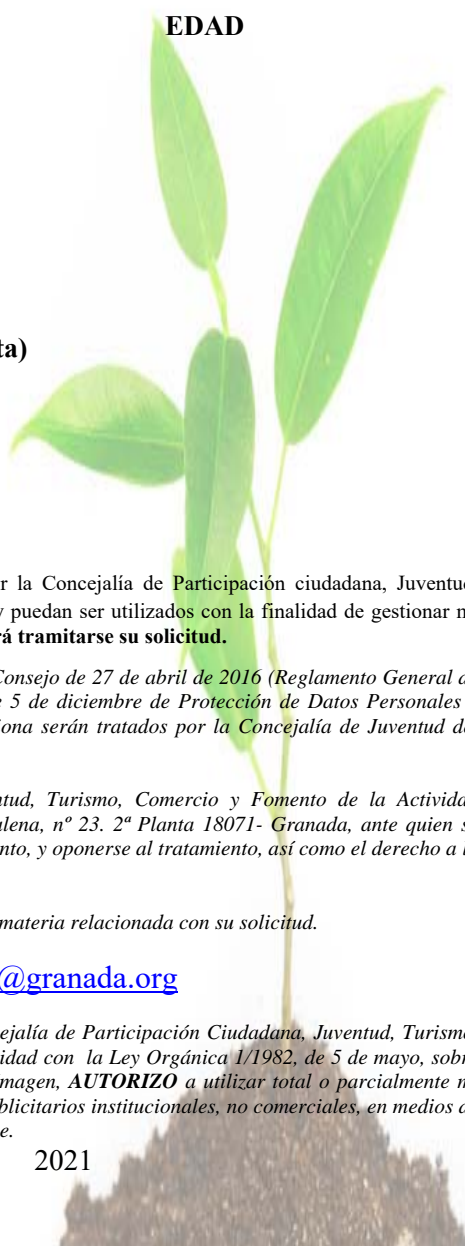 EDAD
ta)
r la Concejalía de Participación ciudadana, Juventud
y puedan ser utilizados con la finalidad de gestionar m
rá tramitarse su solicitud.
Consejo de 27 de abril de 2016 (Reglamento General d
e 5 de diciembre de Protección de Datos Personales
iona serán tratados por la Concejalía de Juventud de
ntud, Turismo, Comercio y Fomento de la Activida
alena, nº 23. 2ª Planta 18071- Granada, ante quien s
nto, y oponerse al tratamiento, así como el derecho a l
materia relacionada con su solicitud.
@granada.org
cejalía de Participación Ciudadana, Juventud, Turismo
idad con la Ley Orgánica 1/1982, de 5 de mayo, sobr
imagen, AUTORIZO a utilizar total o parcialmente m
ublicitarios institucionales, no comerciales, en medios d
e.
2021